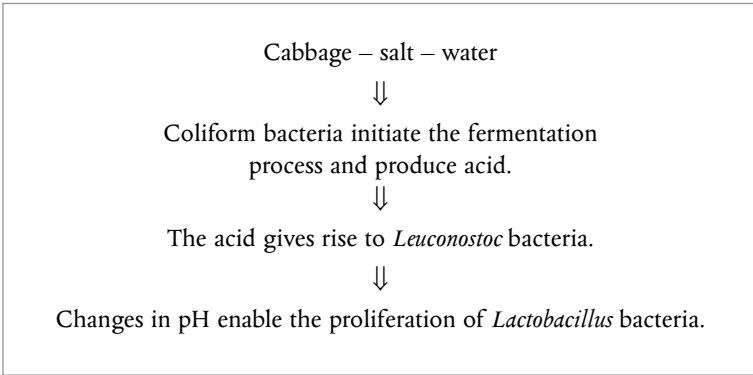 Cabbage – salt – water
⇓
Coliform bacteria initiate the fermentation
process and produce acid.
⇓
The acid gives rise to Leuconostoc bacteria.
⇓
Changes in pH enable the proliferation of Lactobacillus bacteria.